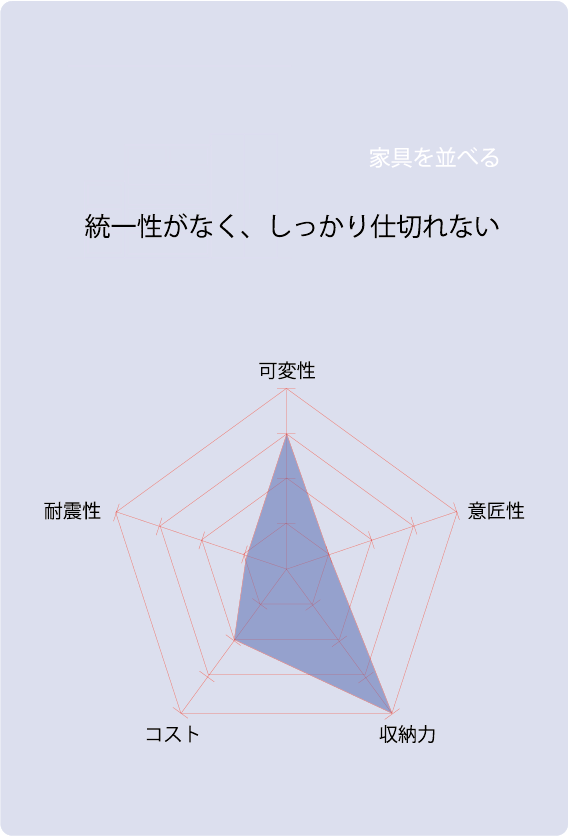 家具を並べる
統一性がなく、しっかり仕切れない
可変性
耐震性
意匠性
コスト
収納力